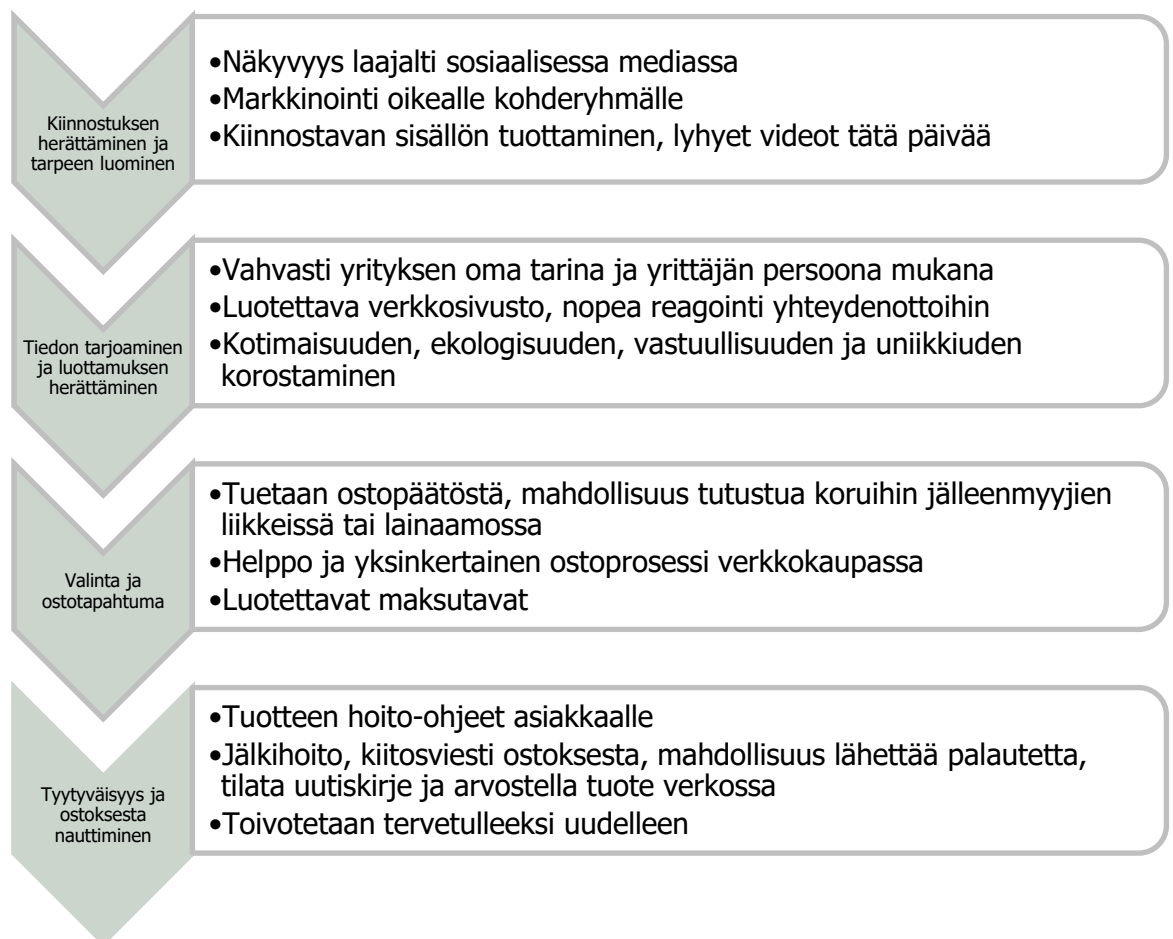 Kiinnostuksen
herättäminen ja
tarpeen luominen
•Näkyvyys laajalti sosiaalisessa mediassa
•Markkinointi oikealle kohderyhmälle
•Kiinnostavan sisällön tuottaminen, lyhyet videot tätä päivää
Tiedon tarjoaminen
ja luottamuksen
herättäminen
•Vahvasti yrityksen oma tarina ja yrittäjän persoona mukana
•Luotettava verkkosivusto, nopea reagointi yhteydenottoihin
•Kotimaisuuden, ekologisuuden, vastuullisuuden ja uniikkiuden
korostaminen
Valinta ja
ostotapahtuma
•Tuetaan ostopäätöstä, mahdollisuus tutustua koruihin jälleenmyyjien
liikkeissä tai lainaamossa
•Helppo ja yksinkertainen ostoprosessi verkkokaupassa
•Luotettavat maksutavat
Tyytyväisyys ja
ostoksesta
nauttiminen
•Tuotteen hoito-ohjeet asiakkaalle
•Jälkihoito, kiitosviesti ostoksesta, mahdollisuus lähettää palautetta,
tilata uutiskirje ja arvostella tuote verkossa
•Toivotetaan tervetulleeksi uudelleen